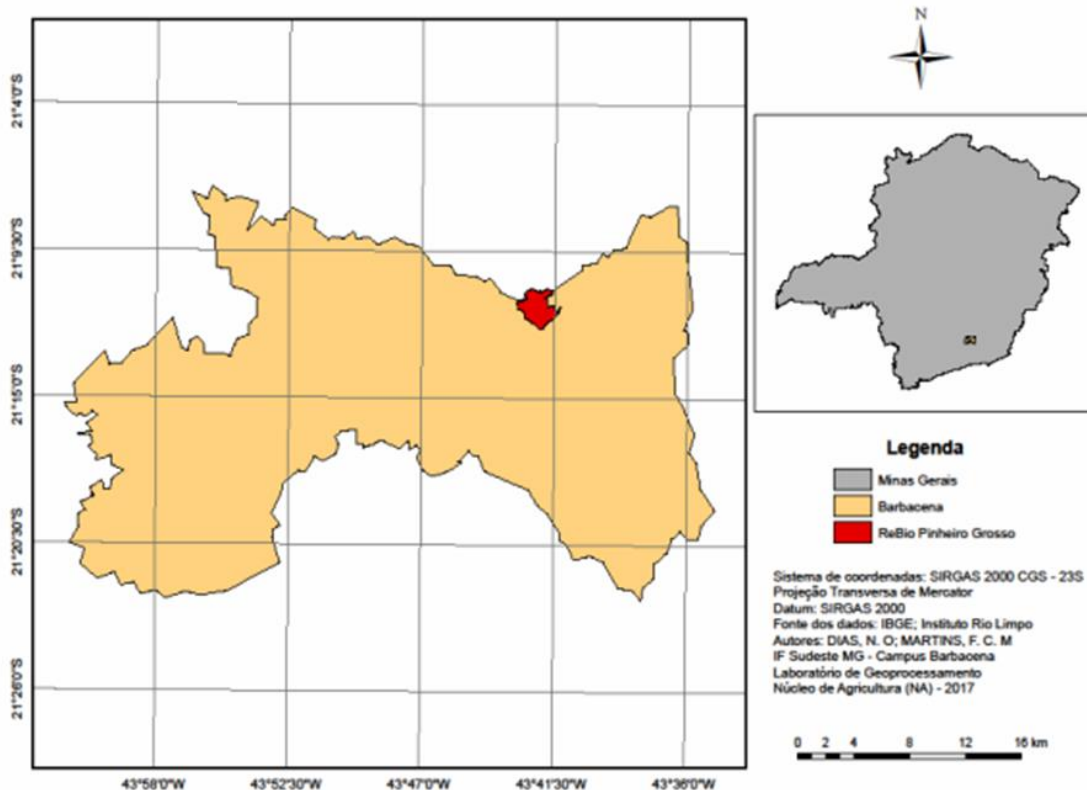 N
21°4'0"S
21°9'30"S
21°15'0"S
21°20'30"S
21°26'0"S
43°58'0"W
43°52'30"W
43°47'0"W
43°41'30"W
43°36'0"W
Legenda
Minas Gerais
Barbacena
ReBio Pinheiro Grosso
Sistema de coordenadas: SIRGAS 2000 CGS - 23S
Projeção Transversa de Mercator
Datum: SIRGAS 2000
Fonte dos dados: IBGE; Instituto Rio Limpo
Autores: DIAS, N. O; MARTINS, F. C. M
IF Sudeste MG - Campus Barbacena
Laboratório de Geoprocessamento
Núcleo de Agricultura (NA) - 2017
0 2 4 8 12 16 km